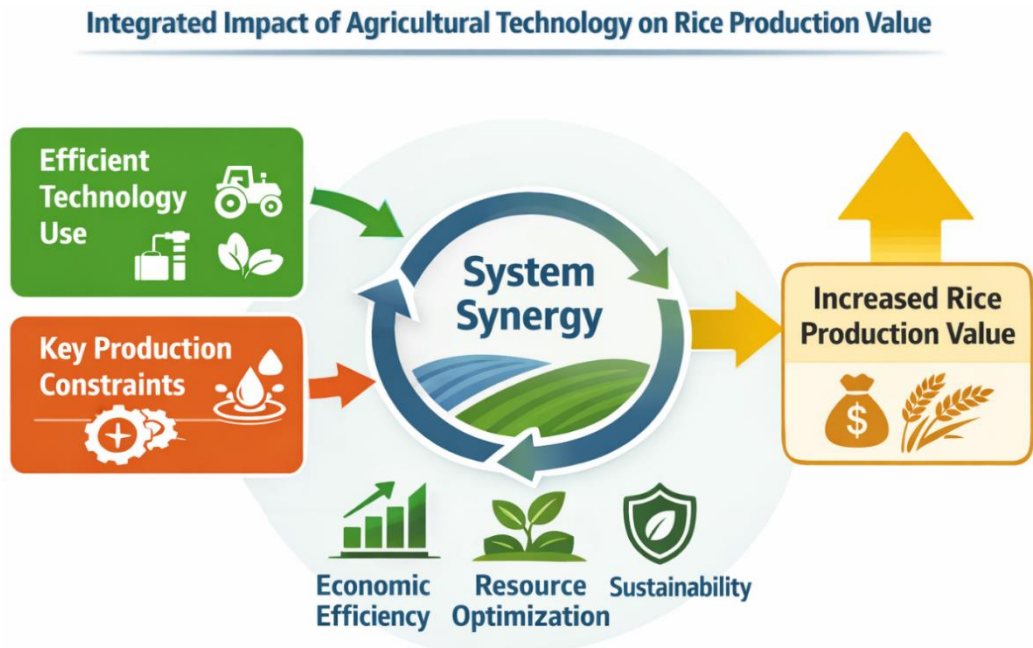 Integrated Impact of Agricultural Technology on Rice Production Value
Efficient
Technology
Use
Key Production
Constraints
System
Synergy
Increased Rice
Production Value
$
Economic
Efficiency
Resource
Optimization
Sustainability